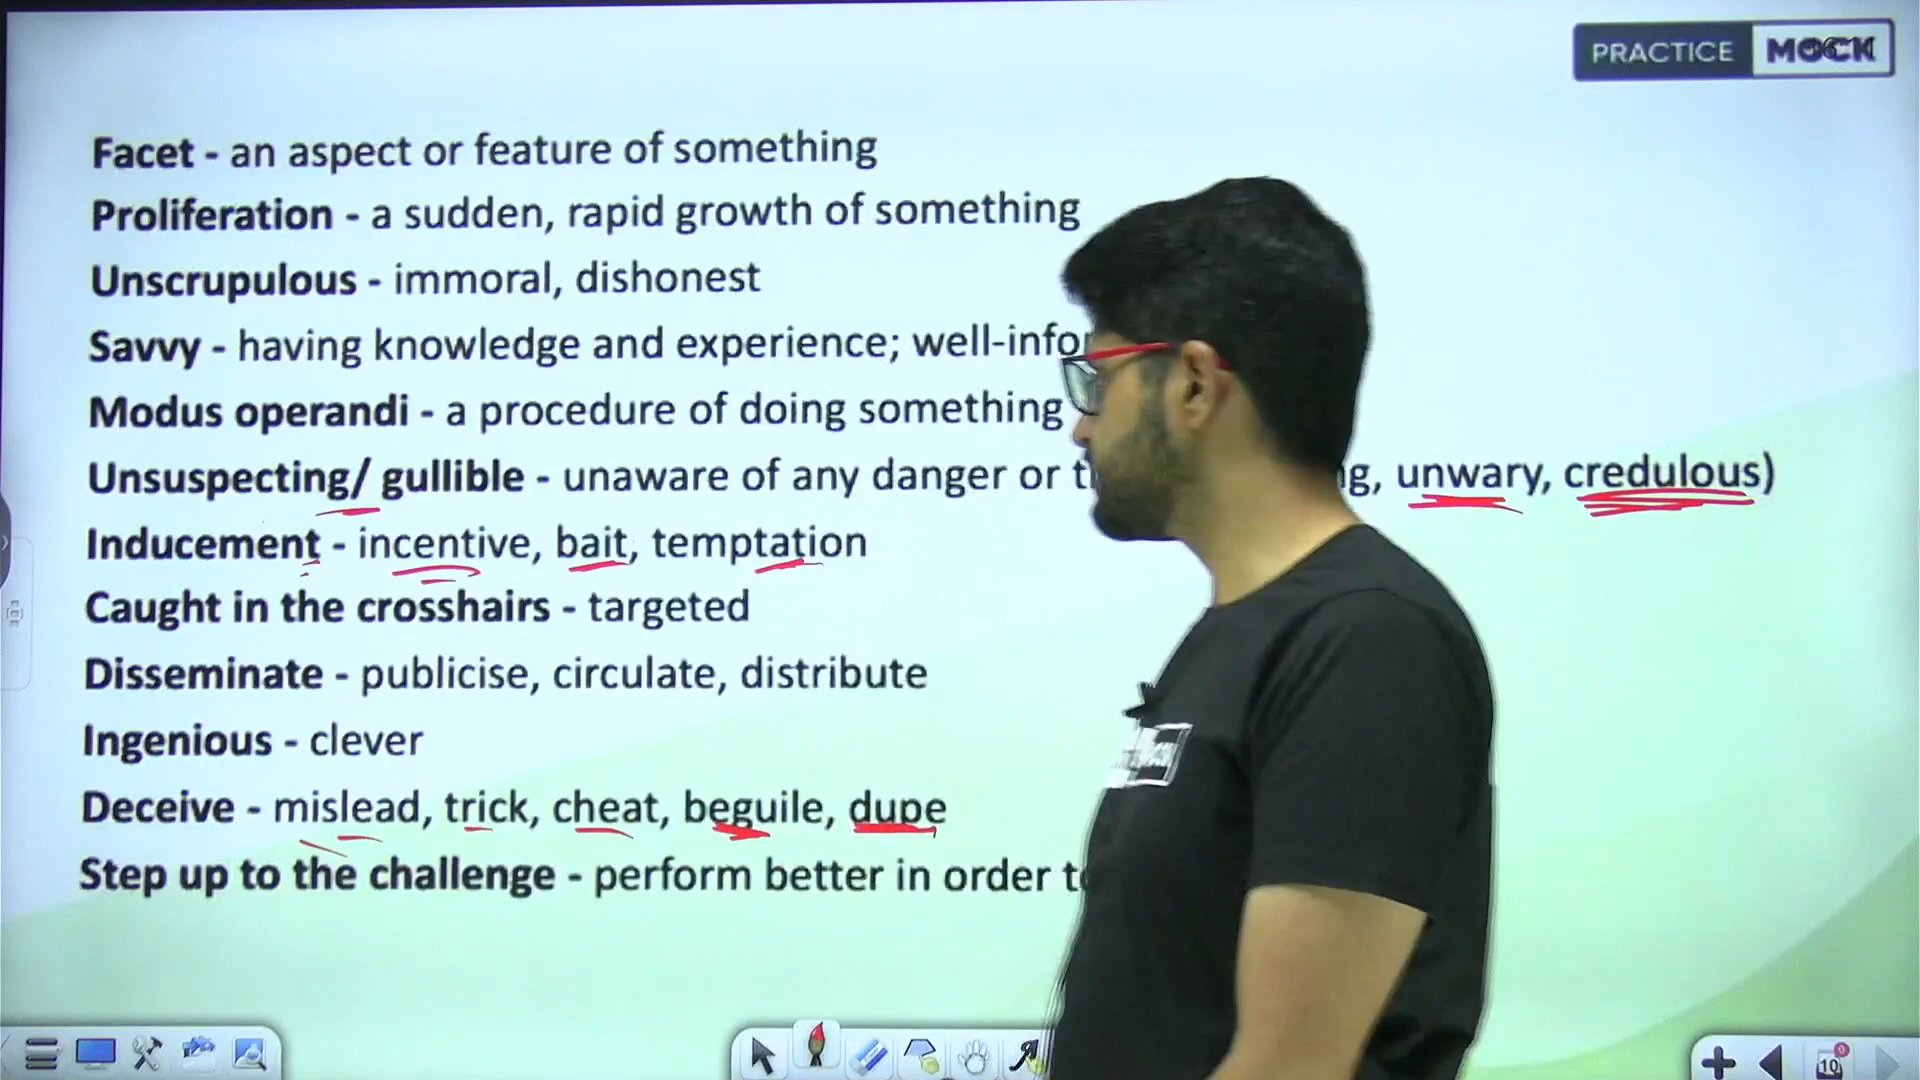 PRACTICE MOCK
Facet - an aspect or feature of something
Proliferation - a sudden, rapid growth of something
Unscrupulous - immoral, dishonest
Savvy - having knowledge and experience;
Modus operandi - a procedure of doing something
Unsuspecting/ gullible - unaware of any danger or unwary, credulous)
Inducement - incentive, bait, temptation
Caught in the crosshairs - targeted
Disseminate - publicise, circulate, distribute
Ingenious - clever
Deceive - mislead, trick, cheat, beguile, dupe
Step up to the challenge - perform better in order
10
0